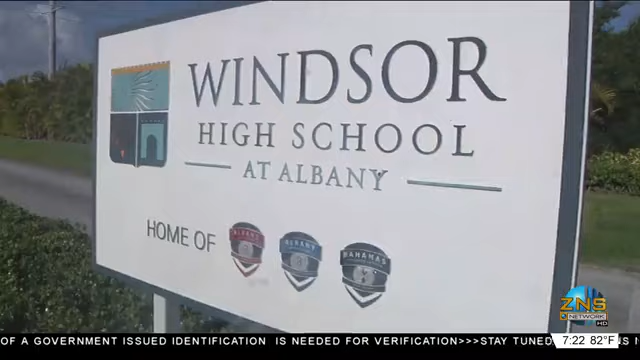 WINDSOR
HIGH SCHOOL
AT ALBANY
HOME OF
ALBANY
BAHAMAS
ZNS
NETWORK
HD
7:22 82°F
OF A GOVERNMENT ISSUED IDENTIFICATION IS NEEDED FOR VERIFICATION>>>STAY TUNED